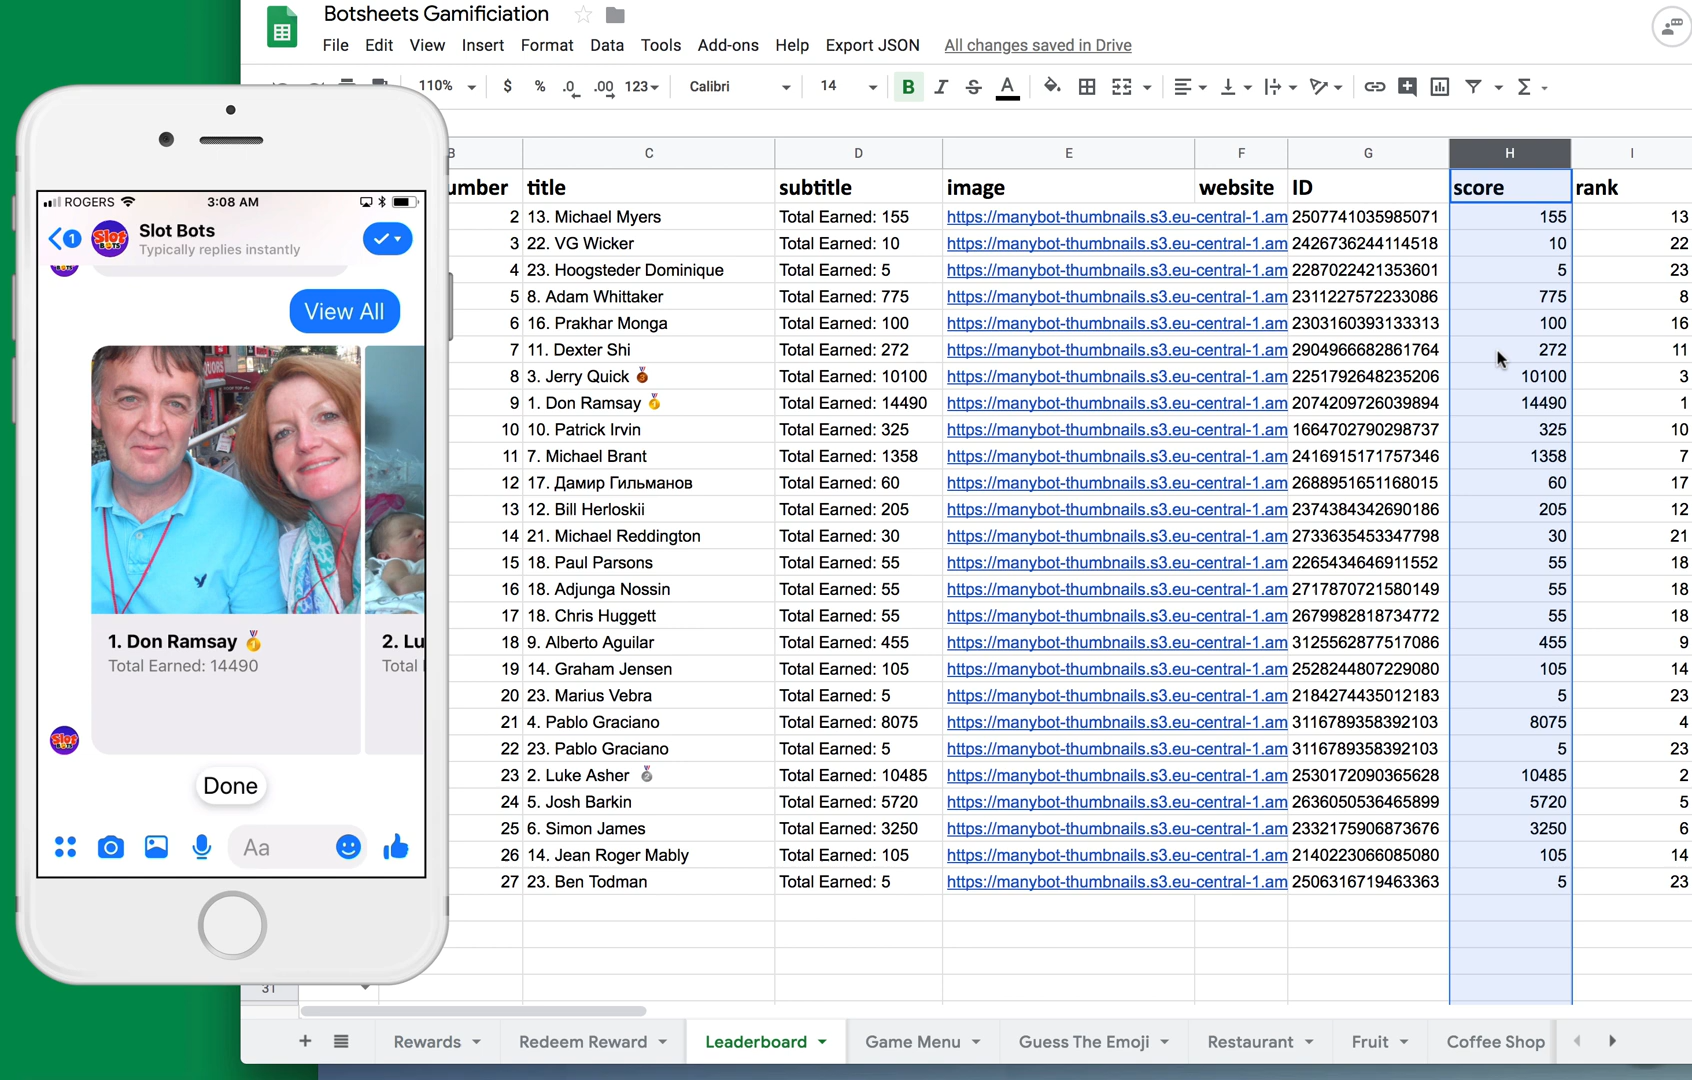 Botsheets Gamificiation
File Edit View Insert Format Data Tools Add-ons Help Export JSON All changes saved in Drive
110% $ % .0 .00 123 Calibri 14 B I S A Σ
B C D E F G H I
umber title subtitle image website ID score rank
2 13. Michael Myers Total Earned: 155 https://manybot-thumbnails.s3.eu-central-1.am 2507741035985071 155 13
3 22. VG Wicker Total Earned: 10 https://manybot-thumbnails.s3.eu-central-1.am 2426736244114518 10 22
4 23. Hoogsteder Dominique Total Earned: 5 https://manybot-thumbnails.s3.eu-central-1.am 2287022421353601 5 23
5 8. Adam Whittaker Total Earned: 775 https://manybot-thumbnails.s3.eu-central-1.am 2311227572233086 775 8
6 16. Prakhar Monga Total Earned: 100 https://manybot-thumbnails.s3.eu-central-1.am 2303160393133313 100 16
7 11. Dexter Shi Total Earned: 272 https://manybot-thumbnails.s3.eu-central-1.am 2904966682861764 272 11
8 3. Jerry Quick 🥉 Total Earned: 10100 https://manybot-thumbnails.s3.eu-central-1.am 2251792648235206 10100 3
9 1. Don Ramsay 🥇 Total Earned: 14490 https://manybot-thumbnails.s3.eu-central-1.am 2074209726039894 14490 1
10 10. Patrick Irvin Total Earned: 325 https://manybot-thumbnails.s3.eu-central-1.am 1664702790298737 325 10
11 7. Michael Brant Total Earned: 1358 https://manybot-thumbnails.s3.eu-central-1.am 2416915171757346 1358 7
12 17. Дамир Гильманов Total Earned: 60 https://manybot-thumbnails.s3.eu-central-1.am 2688951651168015 60 17
13 12. Bill Herloskii Total Earned: 205 https://manybot-thumbnails.s3.eu-central-1.am 2374384342690186 205 12
14 21. Michael Reddington Total Earned: 30 https://manybot-thumbnails.s3.eu-central-1.am 2733635453347798 30 21
15 18. Paul Parsons Total Earned: 55 https://manybot-thumbnails.s3.eu-central-1.am 2265434646911552 55 18
16 18. Adjunga Nossin Total Earned: 55 https://manybot-thumbnails.s3.eu-central-1.am 2717870721580149 55 18
17 18. Chris Huggett Total Earned: 55 https://manybot-thumbnails.s3.eu-central-1.am 2679982818734772 55 18
18 9. Alberto Aguilar Total Earned: 455 https://manybot-thumbnails.s3.eu-central-1.am 3125562877517086 455 9
19 14. Graham Jensen Total Earned: 105 https://manybot-thumbnails.s3.eu-central-1.am 2528244807229080 105 14
20 23. Marius Vebra Total Earned: 5 https://manybot-thumbnails.s3.eu-central-1.am 2184274435012183 5 23
21 4. Pablo Graciano Total Earned: 8075 https://manybot-thumbnails.s3.eu-central-1.am 3116789358392103 8075 4
22 23. Pablo Graciano Total Earned: 5 https://manybot-thumbnails.s3.eu-central-1.am 3116789358392103 5 23
23 2. Luke Asher 🥈 Total Earned: 10485 https://manybot-thumbnails.s3.eu-central-1.am 2530172090365628 10485 2
24 5. Josh Barkin Total Earned: 5720 https://manybot-thumbnails.s3.eu-central-1.am 2636050536465899 5720 5
25 6. Simon James Total Earned: 3250 https://manybot-thumbnails.s3.eu-central-1.am 2332175906873676 3250 6
26 14. Jean Roger Mably Total Earned: 105 https://manybot-thumbnails.s3.eu-central-1.am 2140223066085080 105 14
27 23. Ben Todman Total Earned: 5 https://manybot-thumbnails.s3.eu-central-1.am 2506316719463363 5 23
31
+ Rewards Redeem Reward Leaderboard Game Menu Guess The Emoji Restaurant Fruit Coffee Shop
ROGERS 3:08 AM
1 Slot Bots Slot Bots
Typically replies instantly
View All
1. Don Ramsay 🥇 2. Lu
Total Earned: 14490 Total
Slot Bots
Done
Aa